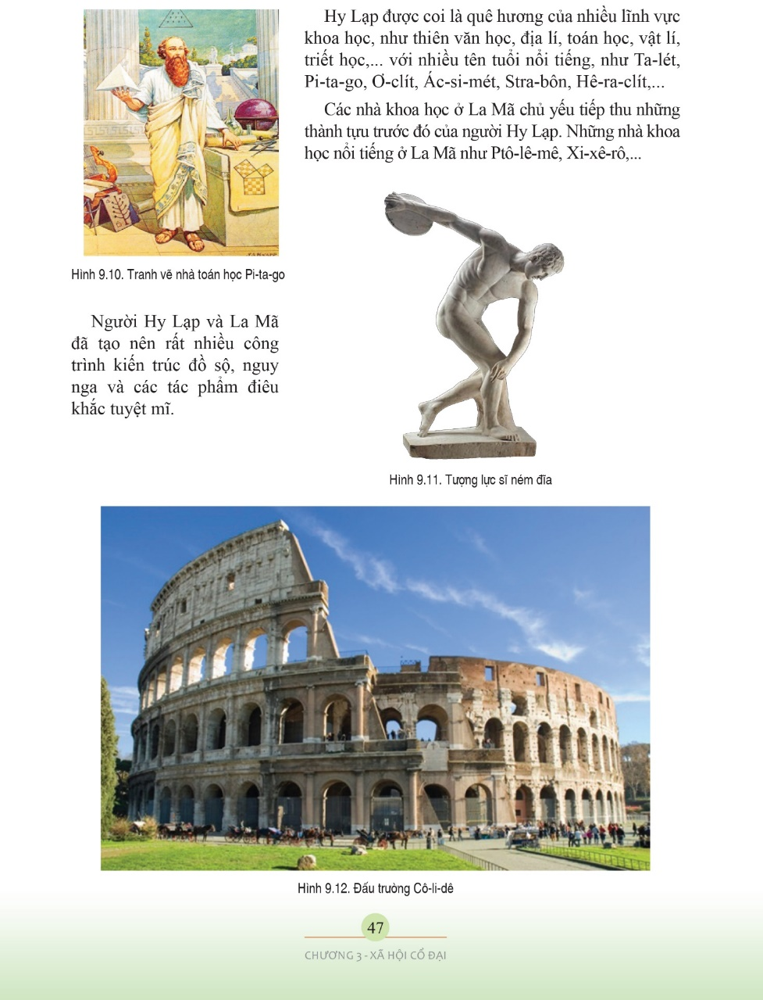 Hy Lạp được coi là quê hương của nhiều lĩnh vực
khoa học, như thiên văn học, địa lí, toán học, vật lí,
triết học,... với nhiều tên tuổi nổi tiếng, như Ta-lét,
Pi-ta-go, Ơ-clít, Ác-si-mét, Stra-bôn, Hê-ra-clít,...
Các nhà khoa học ở La Mã chủ yếu tiếp thu những
thành tựu trước đó của người Hy Lạp. Những nhà khoa
học nổi tiếng ở La Mã như Ptô-lê-mê, Xi-xê-rô,...
Hình 9.10. Tranh vẽ nhà toán học Pi-ta-go
Người Hy Lạp và La Mã
đã tạo nên rất nhiều công
trình kiến trúc đồ sộ, nguy
nga và các tác phẩm điêu
khắc tuyệt mĩ.
Hình 9.11. Tượng lực sĩ ném đĩa
Hình 9.12. Đấu trường Cô-li-dê
47
CHƯƠNG 3 - XÃ HỘI CỔ ĐẠI